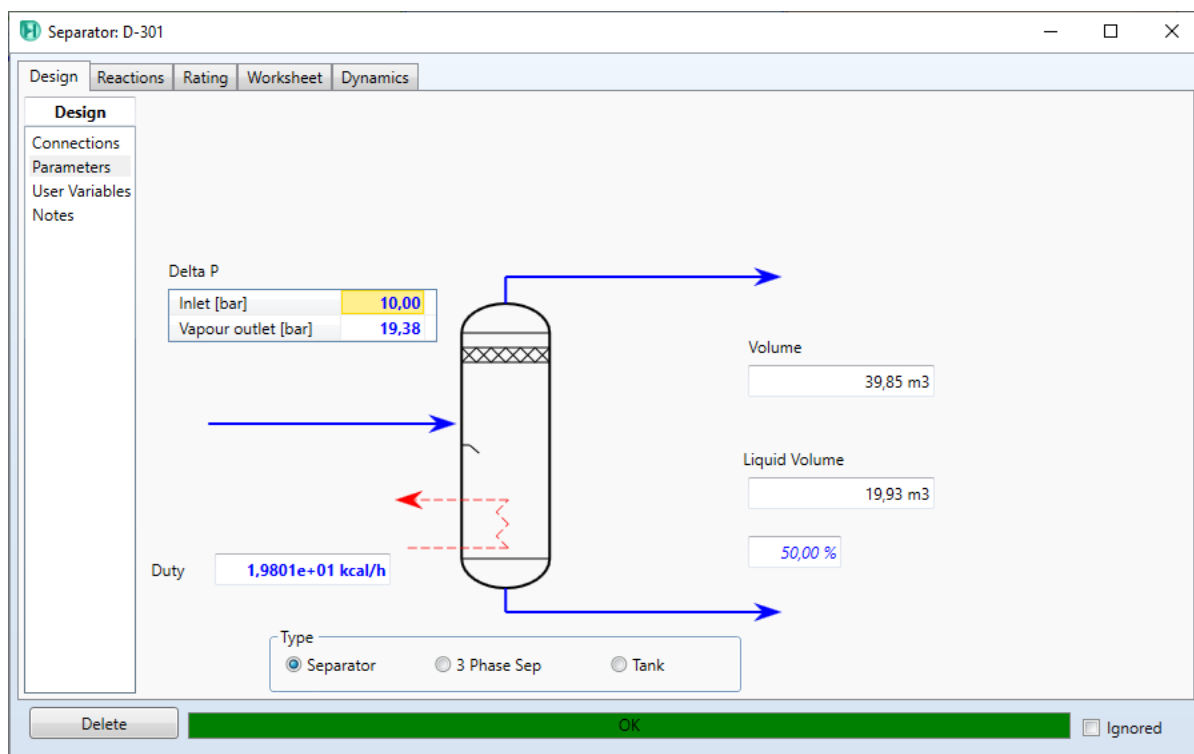 Separator: D-301
Design Reactions Rating Worksheet Dynamics
Design
Connections
Parameters
User Variables
Notes
Delta P
Inlet [bar] 10,00
Vapour outlet [bar] 19,38
Volume
39,85 m3
Liquid Volume
19,93 m3
50,00 %
Duty 1,9801e+01 kcal/h
Type
Separator 3 Phase Sep Tank
Delete OK Ignored